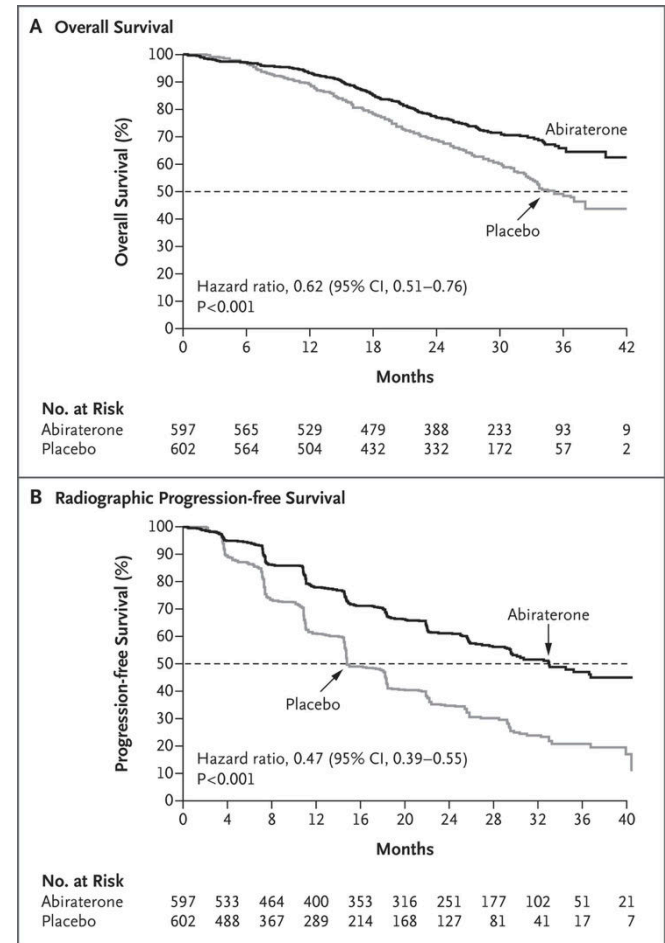 A Overall Survival
Overall Survival (%)
100
90
80
70
60
50
40
30
20
10
0
Abiraterone
Placebo
Hazard ratio, 0.62 (95% CI, 0.51–0.76)
P<0.001
0 6 12 18 24 30 36 42
Months
No. at Risk
Abiraterone 597 565 529 479 388 233 93 9
Placebo 602 564 504 432 332 172 57 2
B Radiographic Progression-free Survival
Progression-free Survival (%)
100
90
80
70
60
50
40
30
20
10
0
Abiraterone
Placebo
Hazard ratio, 0.47 (95% CI, 0.39–0.55)
P<0.001
0 4 8 12 16 20 24 28 32 36 40
Months
No. at Risk
Abiraterone 597 533 464 400 353 316 251 177 102 51 21
Placebo 602 488 367 289 214 168 127 81 41 17 7